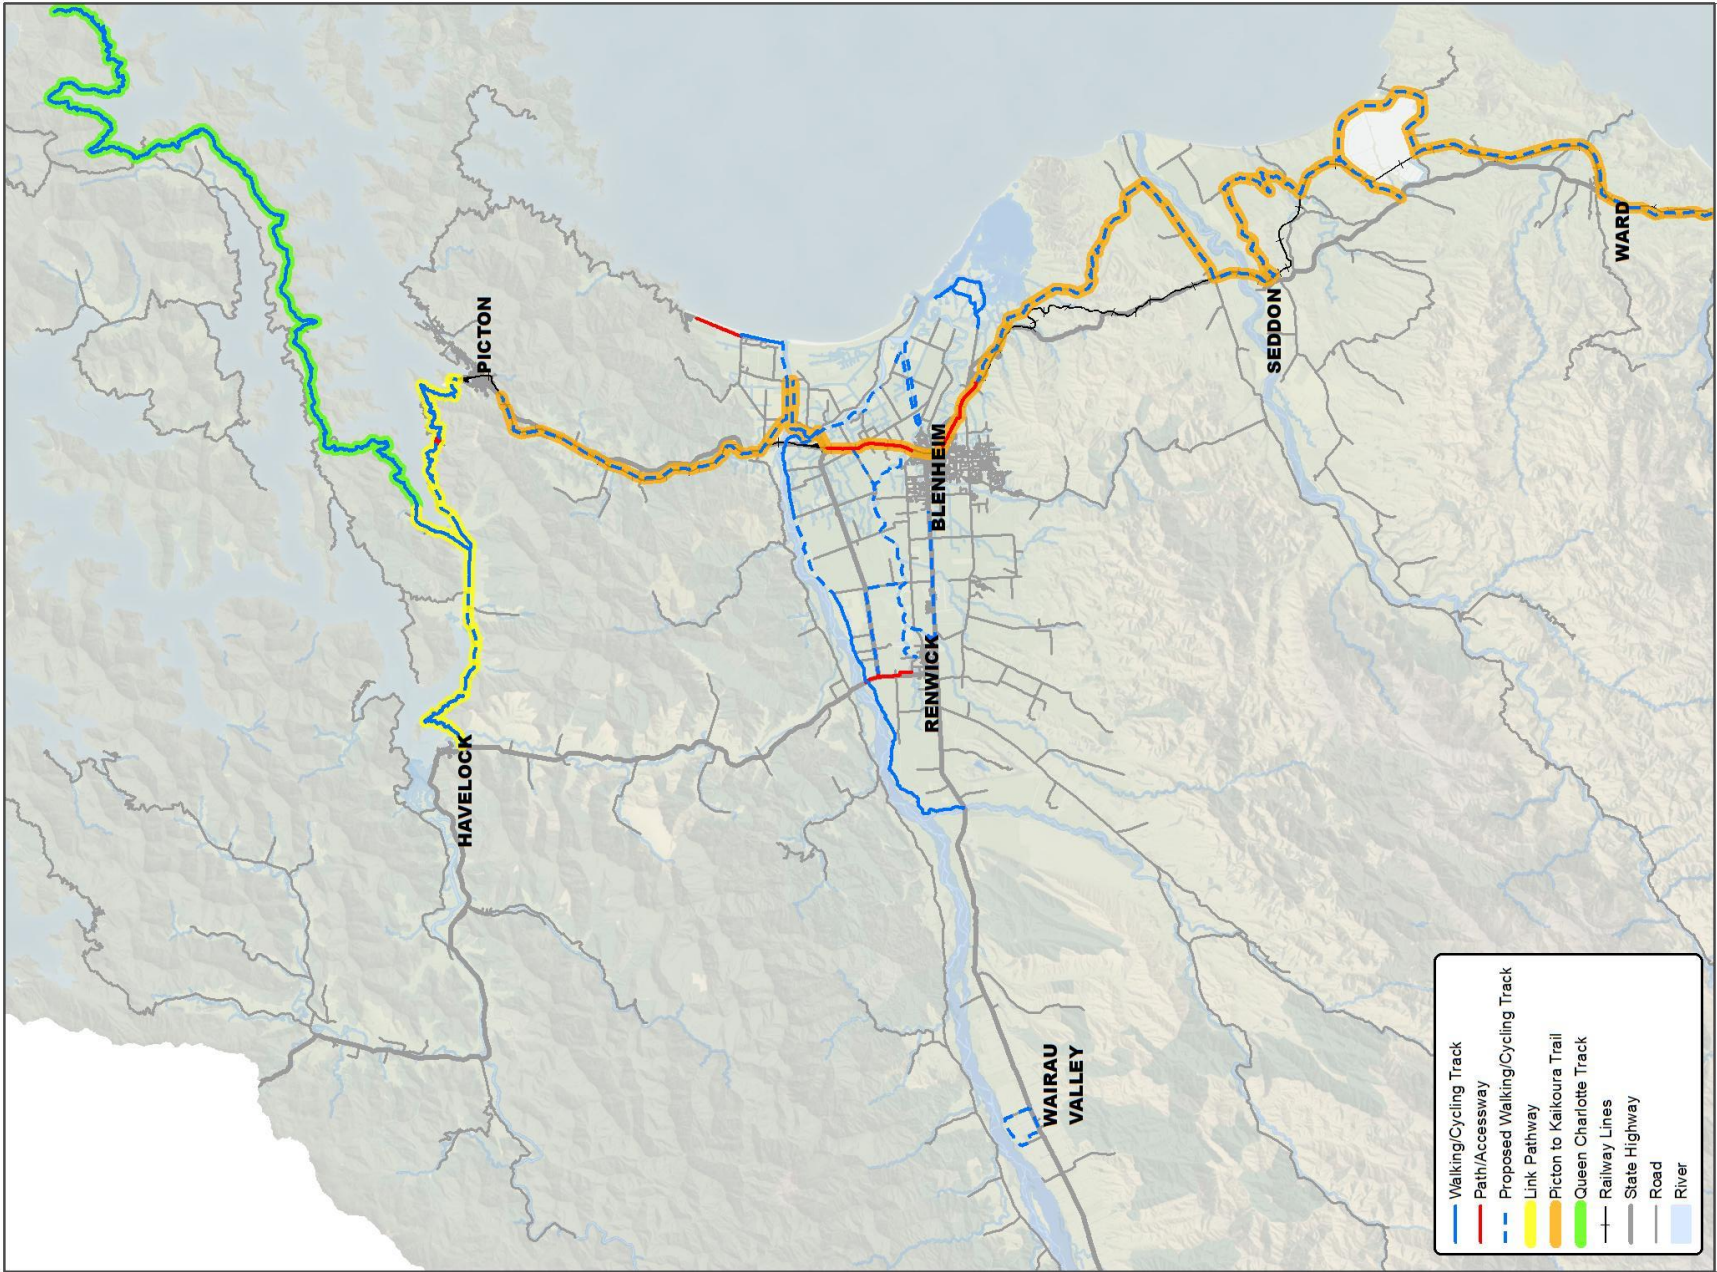 PICTON
HAVELOCK
BLENHEIM
RENWICK
SEDDON
WARD
WAIRAU
VALLEY
Walking/Cycling Track
Path/Accessway
Proposed Walking/Cycling Track
Link Pathway
Picton to Kaikoura Trail
Queen Charlotte Track
Railway Lines
State Highway
Road
River